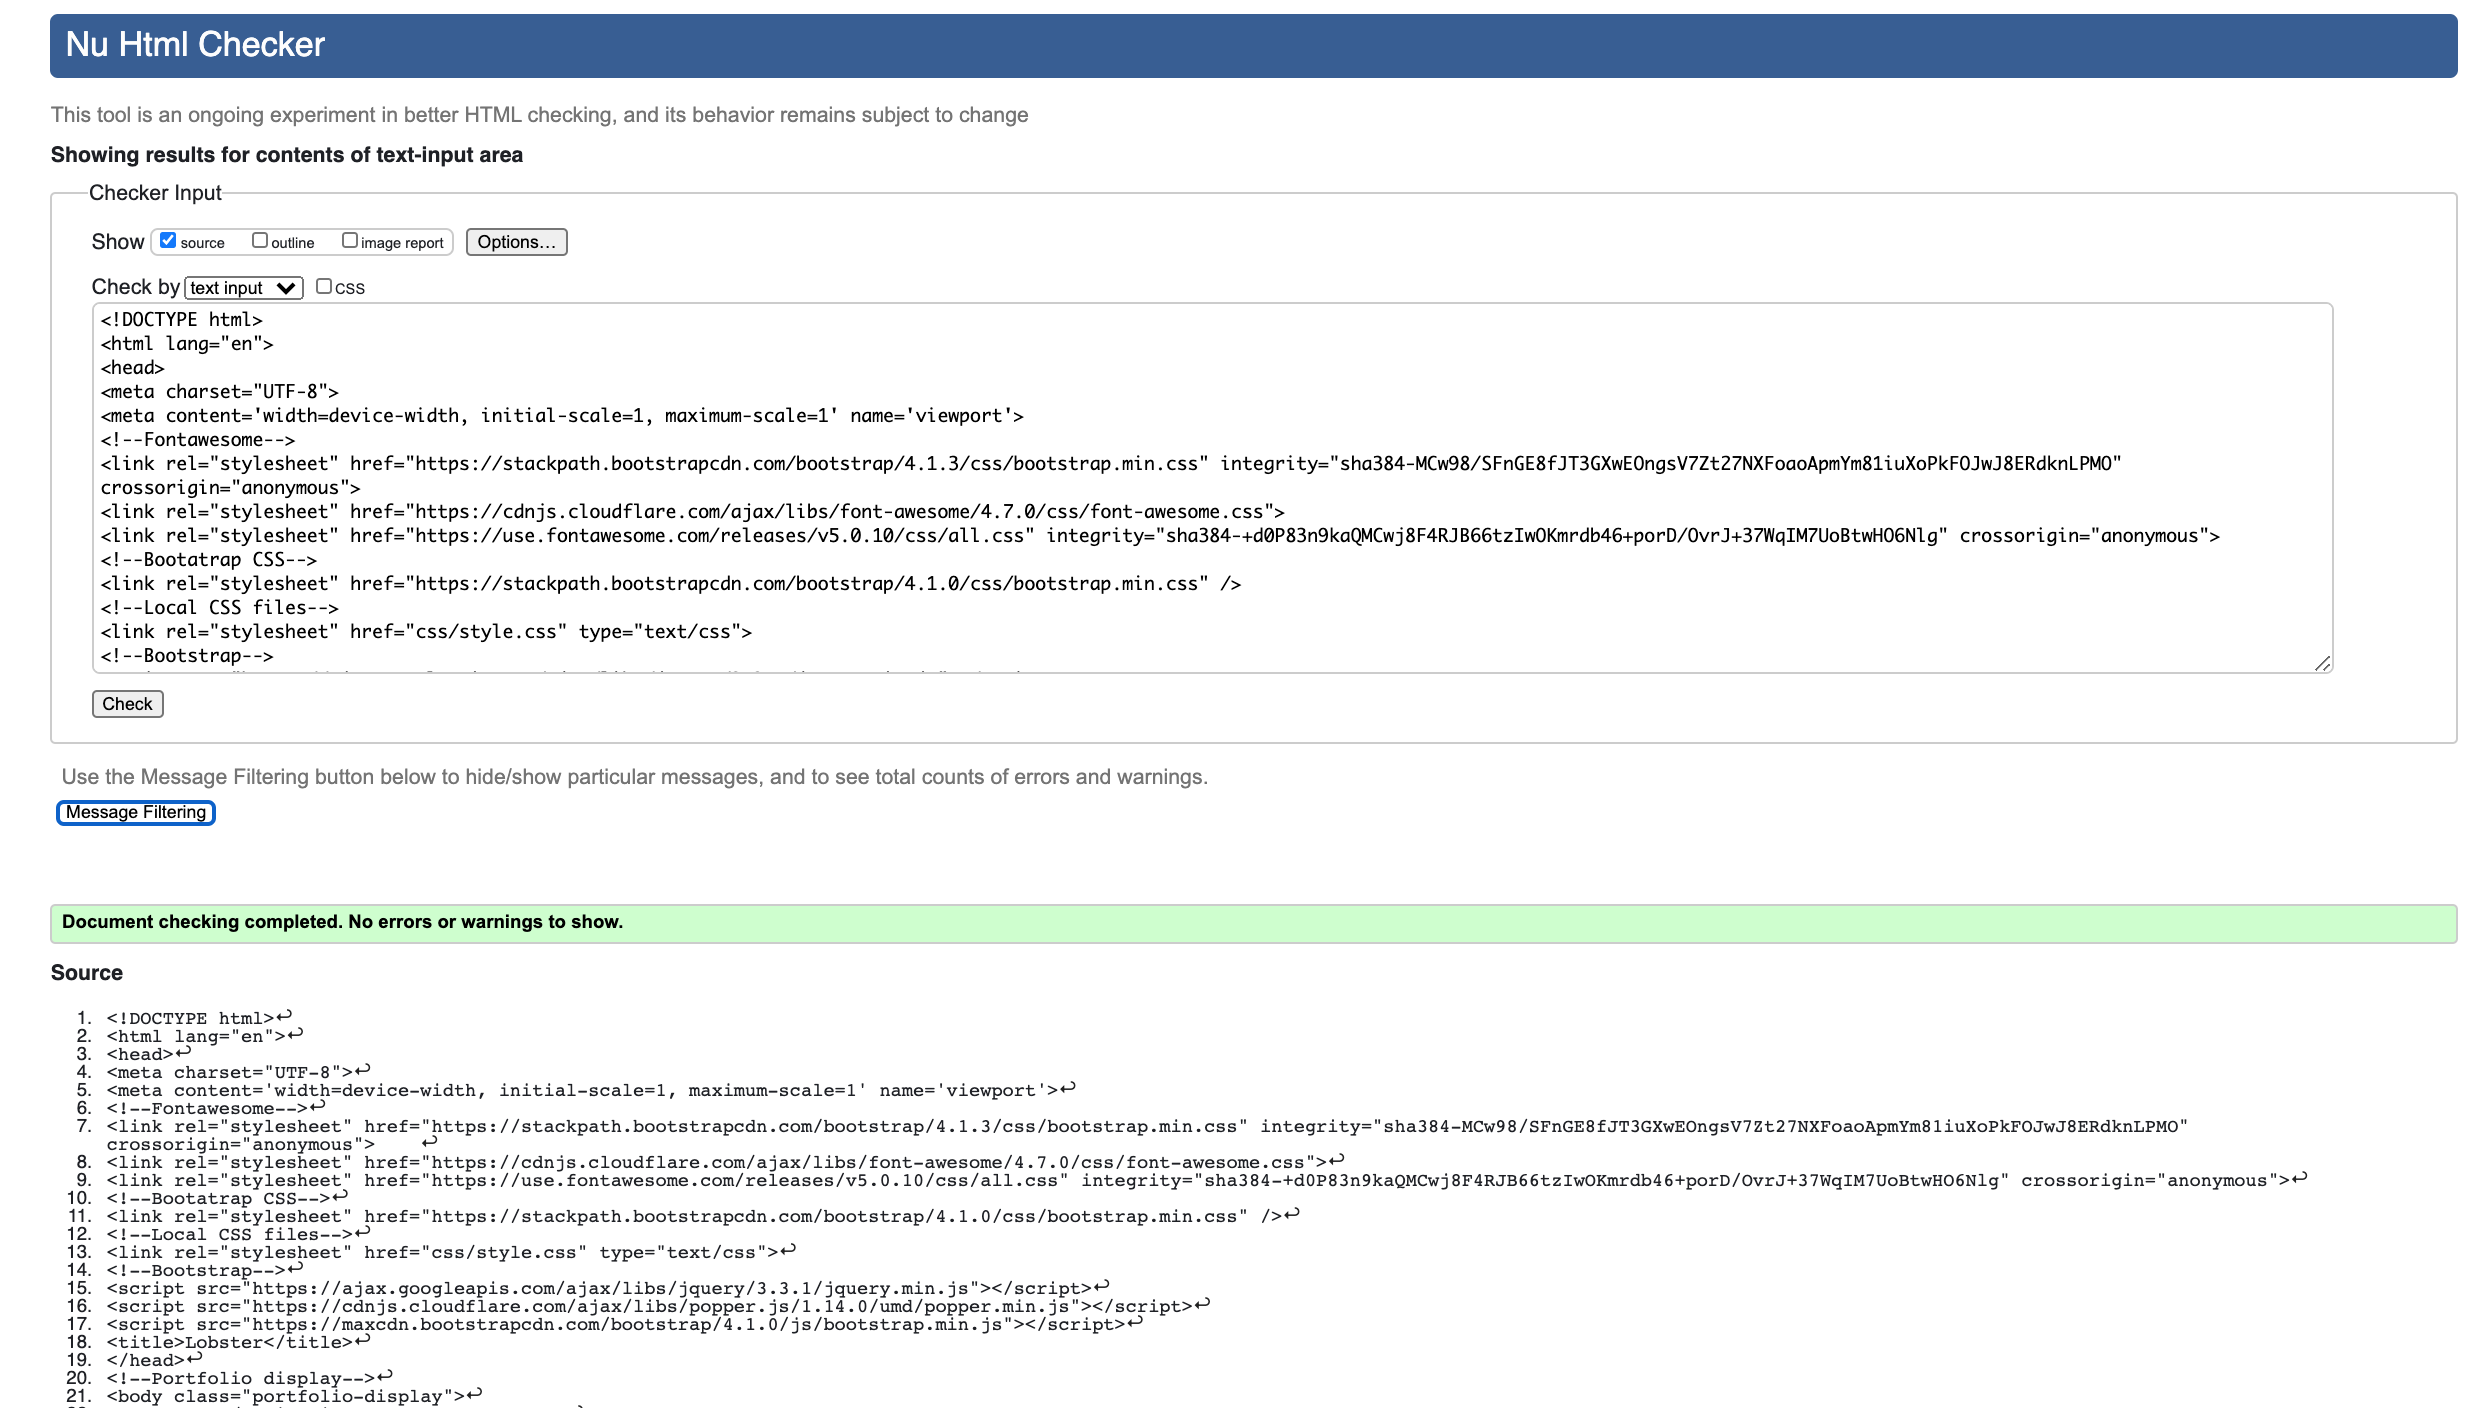 Nu Html Checker
This tool is an ongoing experiment in better HTML checking, and its behavior remains subject to change
Showing results for contents of text-input area
Checker Input
Show source outline image report Options…
Check by text input css
<!DOCTYPE html>
<html lang="en">
<head>
<meta charset="UTF-8">
<meta content='width=device-width, initial-scale=1, maximum-scale=1' name='viewport'>
<!--Fontawesome-->
<link rel="stylesheet" href="https://stackpath.bootstrapcdn.com/bootstrap/4.1.3/css/bootstrap.min.css" integrity="sha384-MCw98/SFnGE8fJT3GXwEOngsV7Zt27NXFoaoApmYm81iuXoPkFOJwJ8ERdknLPMO"
crossorigin="anonymous">
<link rel="stylesheet" href="https://cdnjs.cloudflare.com/ajax/libs/font-awesome/4.7.0/css/font-awesome.css">
<link rel="stylesheet" href="https://use.fontawesome.com/releases/v5.0.10/css/all.css" integrity="sha384-+d0P83n9kaQMCwj8F4RJB66tzIwOKmrdb46+porD/OvrJ+37WqIM7UoBtwHO6Nlg" crossorigin="anonymous">
<!--Bootatrap CSS-->
<link rel="stylesheet" href="https://stackpath.bootstrapcdn.com/bootstrap/4.1.0/css/bootstrap.min.css" />
<!--Local CSS files-->
<link rel="stylesheet" href="css/style.css" type="text/css">
<!--Bootstrap-->
Check
Use the Message Filtering button below to hide/show particular messages, and to see total counts of errors and warnings.
Message Filtering
Document checking completed. No errors or warnings to show.
Source
1. <!DOCTYPE html>↩
2. <html lang="en">↩
3. <head>↩
4. <meta charset="UTF-8">↩
5. <meta content='width=device-width, initial-scale=1, maximum-scale=1' name='viewport'>↩
6. <!--Fontawesome-->↩
7. <link rel="stylesheet" href="https://stackpath.bootstrapcdn.com/bootstrap/4.1.3/css/bootstrap.min.css" integrity="sha384-MCw98/SFnGE8fJT3GXwEOngsV7Zt27NXFoaoApmYm81iuXoPkFOJwJ8ERdknLPMO"
crossorigin="anonymous"> ↩
8. <link rel="stylesheet" href="https://cdnjs.cloudflare.com/ajax/libs/font-awesome/4.7.0/css/font-awesome.css">↩
9. <link rel="stylesheet" href="https://use.fontawesome.com/releases/v5.0.10/css/all.css" integrity="sha384-+d0P83n9kaQMCwj8F4RJB66tzIwOKmrdb46+porD/OvrJ+37WqIM7UoBtwHO6Nlg" crossorigin="anonymous">↩
10. <!--Bootatrap CSS-->↩
11. <link rel="stylesheet" href="https://stackpath.bootstrapcdn.com/bootstrap/4.1.0/css/bootstrap.min.css" />↩
12. <!--Local CSS files-->↩
13. <link rel="stylesheet" href="css/style.css" type="text/css">↩
14. <!--Bootstrap-->↩
15. <script src="https://ajax.googleapis.com/ajax/libs/jquery/3.3.1/jquery.min.js"></script>↩
16. <script src="https://cdnjs.cloudflare.com/ajax/libs/popper.js/1.14.0/umd/popper.min.js"></script>↩
17. <script src="https://maxcdn.bootstrapcdn.com/bootstrap/4.1.0/js/bootstrap.min.js"></script>↩
18. <title>Lobster</title>↩
19. </head>↩
20. <!--Portfolio display-->↩
21. <body class="portfolio-display">↩